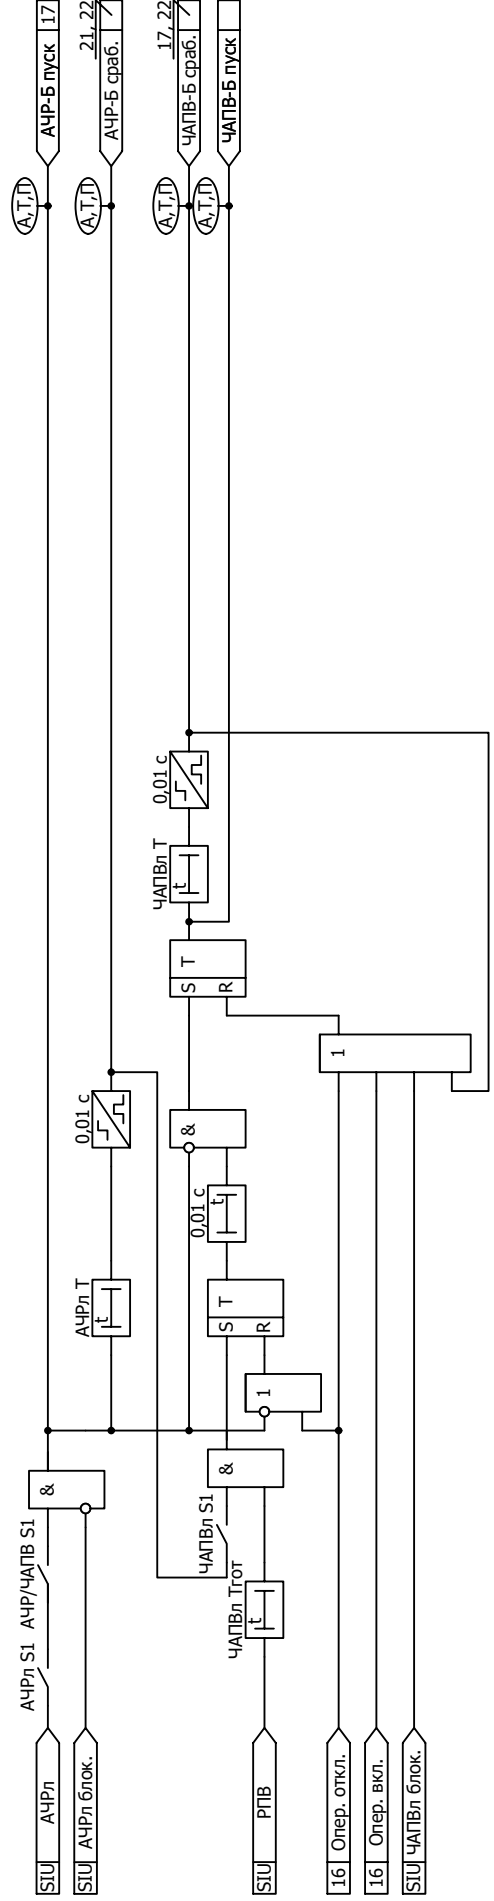 SIU АЧРл
SIU АЧРл блок.
SIU РПВ
16 Опер. откл.
16 Опер. вкл.
SIU ЧАПВл блок.
АЧРл S1
АЧР/ЧАПВ S1
&
ЧАПВл Тгот
t
ЧАПВл S1
&
1
АЧРл Т
t
S T
R
0,01 с
t
0,01 с
&
1
S T
R
ЧАПВл Т
t
0,01 с
А,Т,П
А,Т,П
А,Т,П
А,Т,П
АЧР-Б пуск 17
АЧР-Б сраб.
21, 22
ЧАПВ-Б сраб.
17, 22
ЧАПВ-Б пуск